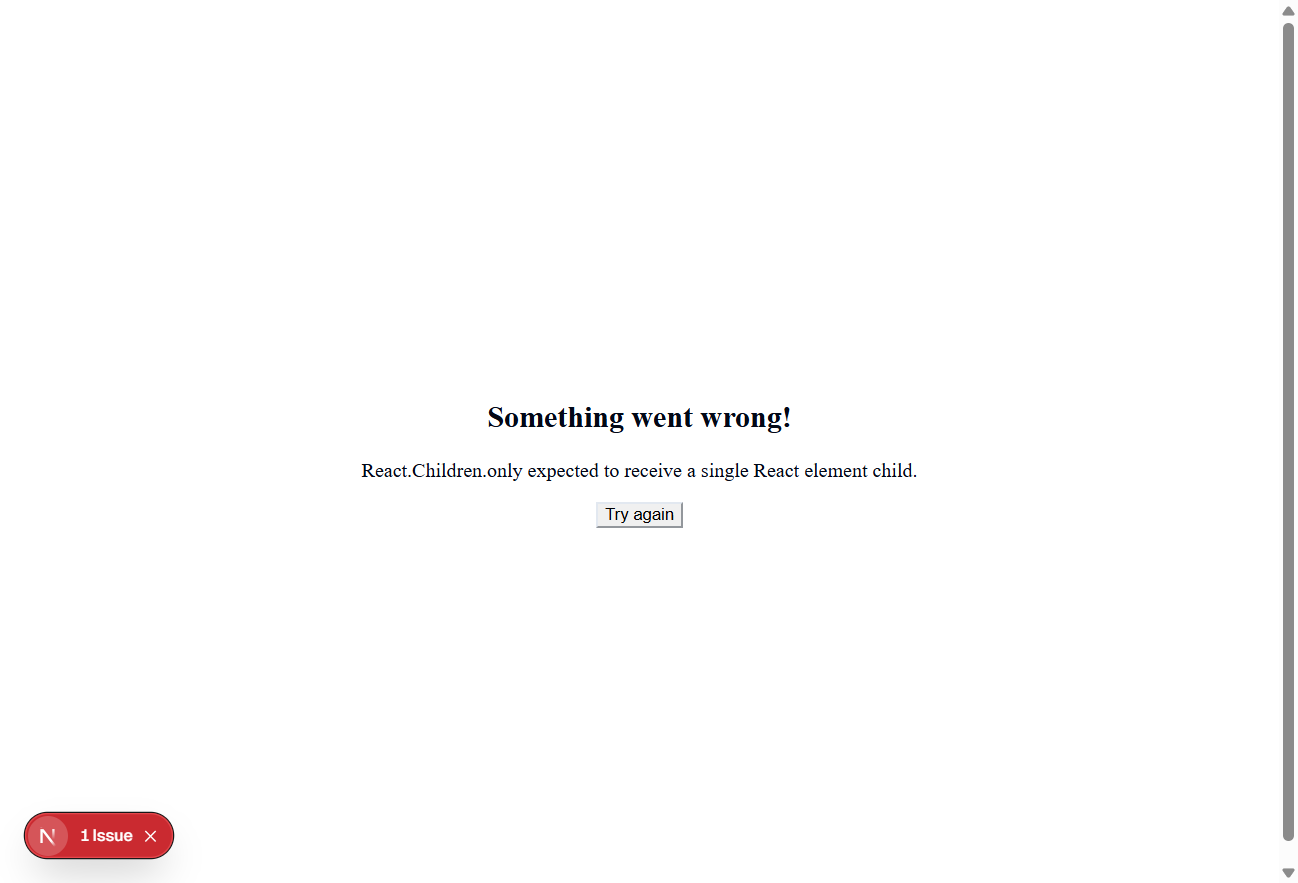 Something went wrong!
React.Children.only expected to receive a single React element child.
Try again
N 1 Issue